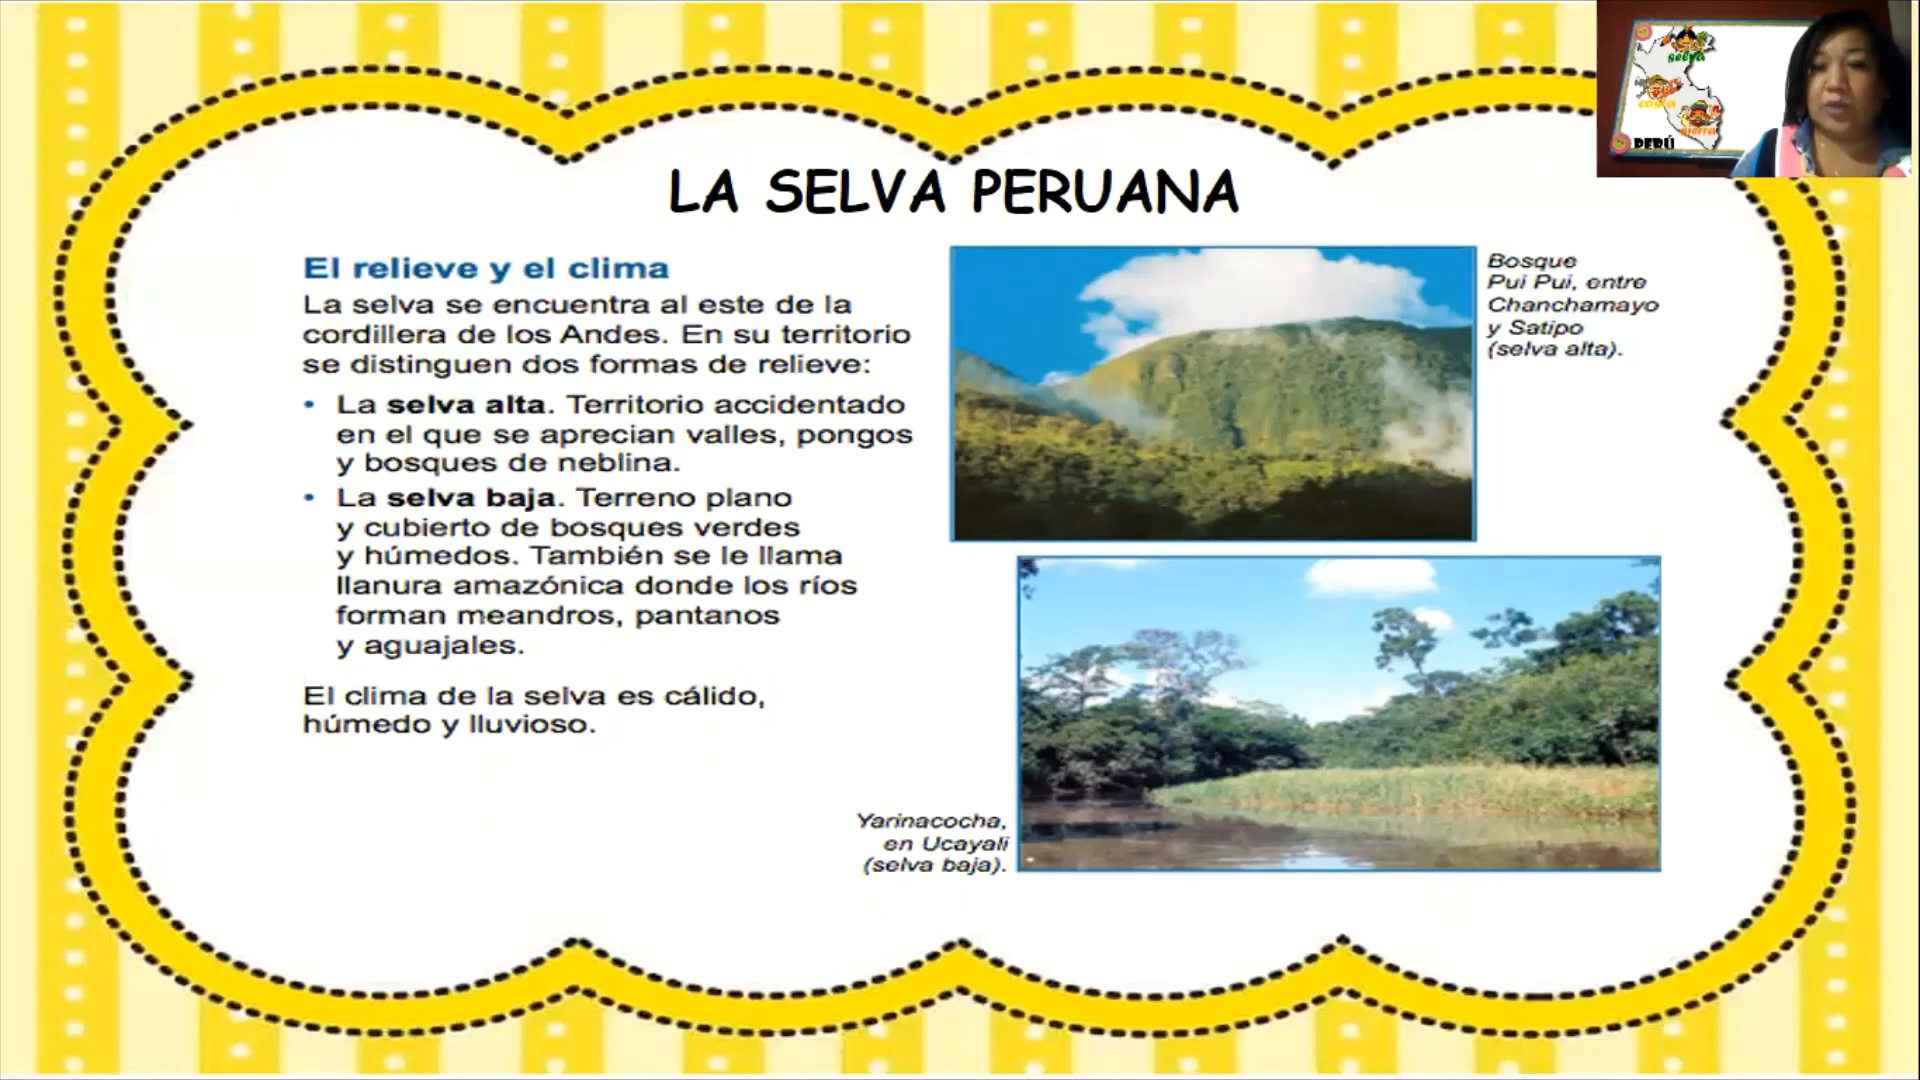 LA SELVA PERUANA
El relieve y el clima
La selva se encuentra al este de la
cordillera de los Andes. En su territorio
se distinguen dos formas de relieve:
• La selva alta. Territorio accidentado
en el que se aprecian valles, pongos
y bosques de neblina.
• La selva baja. Terreno plano
y cubierto de bosques verdes
y húmedos. También se le llama
llanura amazónica donde los ríos
forman meandros, pantanos
y aguajales.
El clima de la selva es cálido,
húmedo y lluvioso.
Bosque
Pui Pui, entre
Chanchamayo
y Satipo
(selva alta).
Yarinacocha,
en Ucayali
(selva baja).
selva
costa
sierra
PERÚ